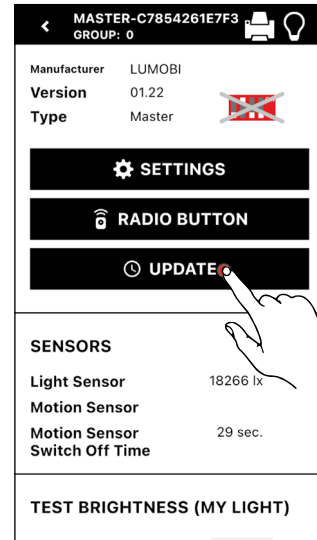 MASTER-C7854261E7F3
GROUP: 0
Manufacturer LUMOBI
Version 01.22
Type Master
SETTINGS
RADIO BUTTON
UPDATE
SENSORS
Light Sensor 18266 lx
Motion Sensor
Motion Sensor 29 sec.
Switch Off Time
TEST BRIGHTNESS (MY LIGHT)